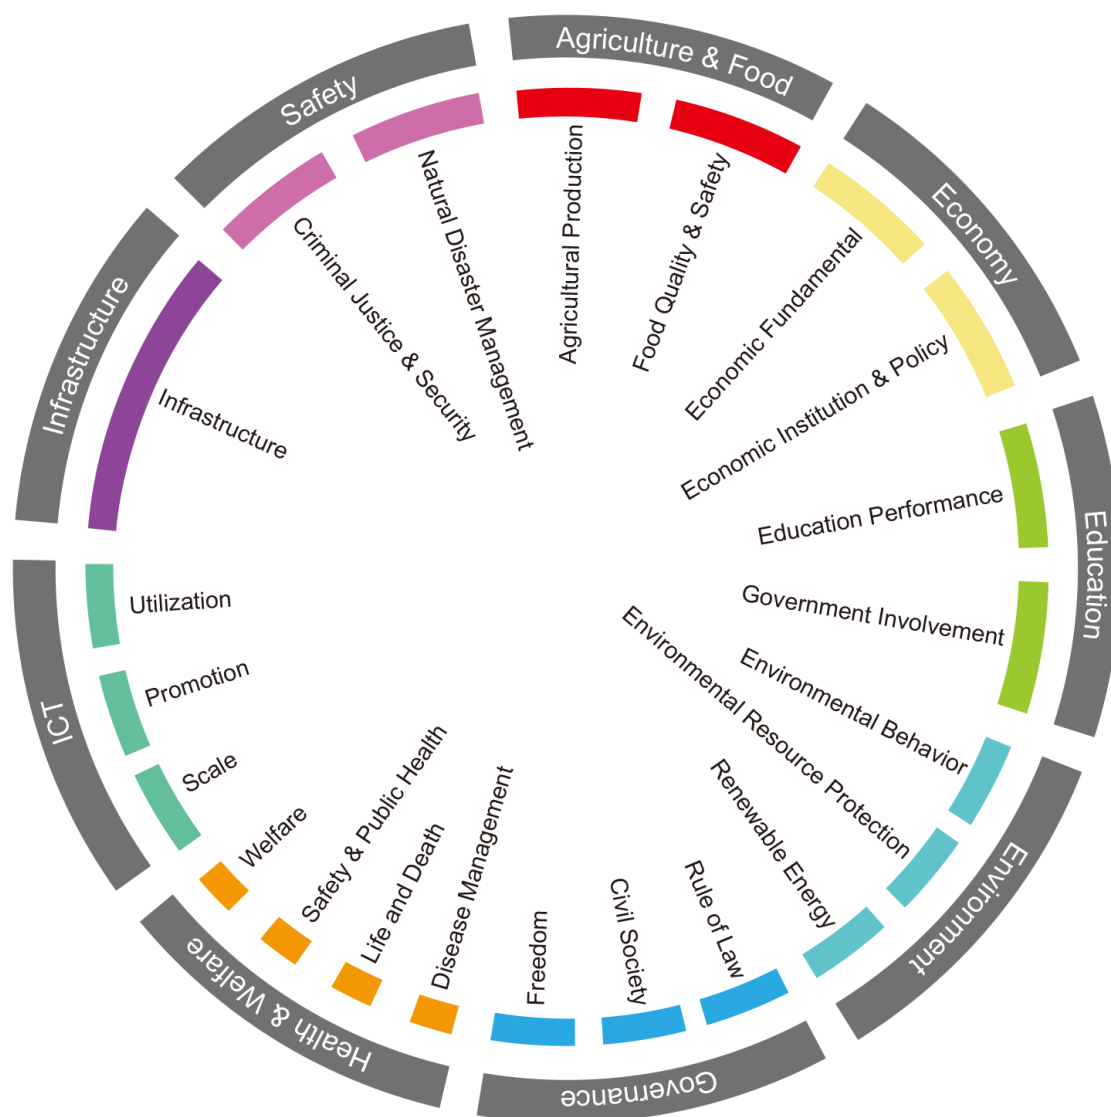 Agriculture & Food
Agricultural Production
Food Quality & Safety
Economy
Economic Fundamental
Economic Institution & Policy
Education
Education Performance
Government Involvement
Environment
Environmental Behavior
Environmental Resource Protection
Renewable Energy
Governance
Rule of Law
Civil Society
Freedom
Health & Welfare
Disease Management
Life and Death
Safety & Public Health
Welfare
ICT
Scale
Promotion
Utilization
Infrastructure
Infrastructure
Safety
Criminal Justice & Security
Natural Disaster Management